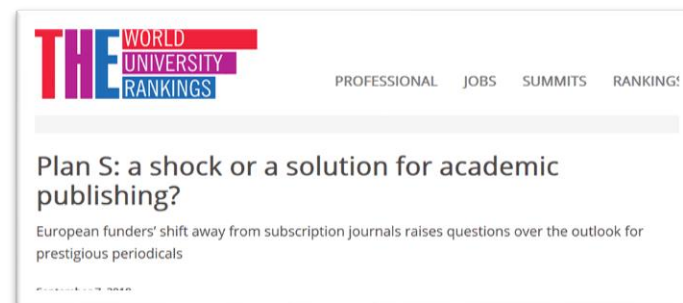 THE WORLD UNIVERSITY RANKINGS
PROFESSIONAL JOBS SUMMITS RANKINGS
Plan S: a shock or a solution for academic
publishing?
European funders' shift away from subscription journals raises questions over the outlook for
prestigious periodicals